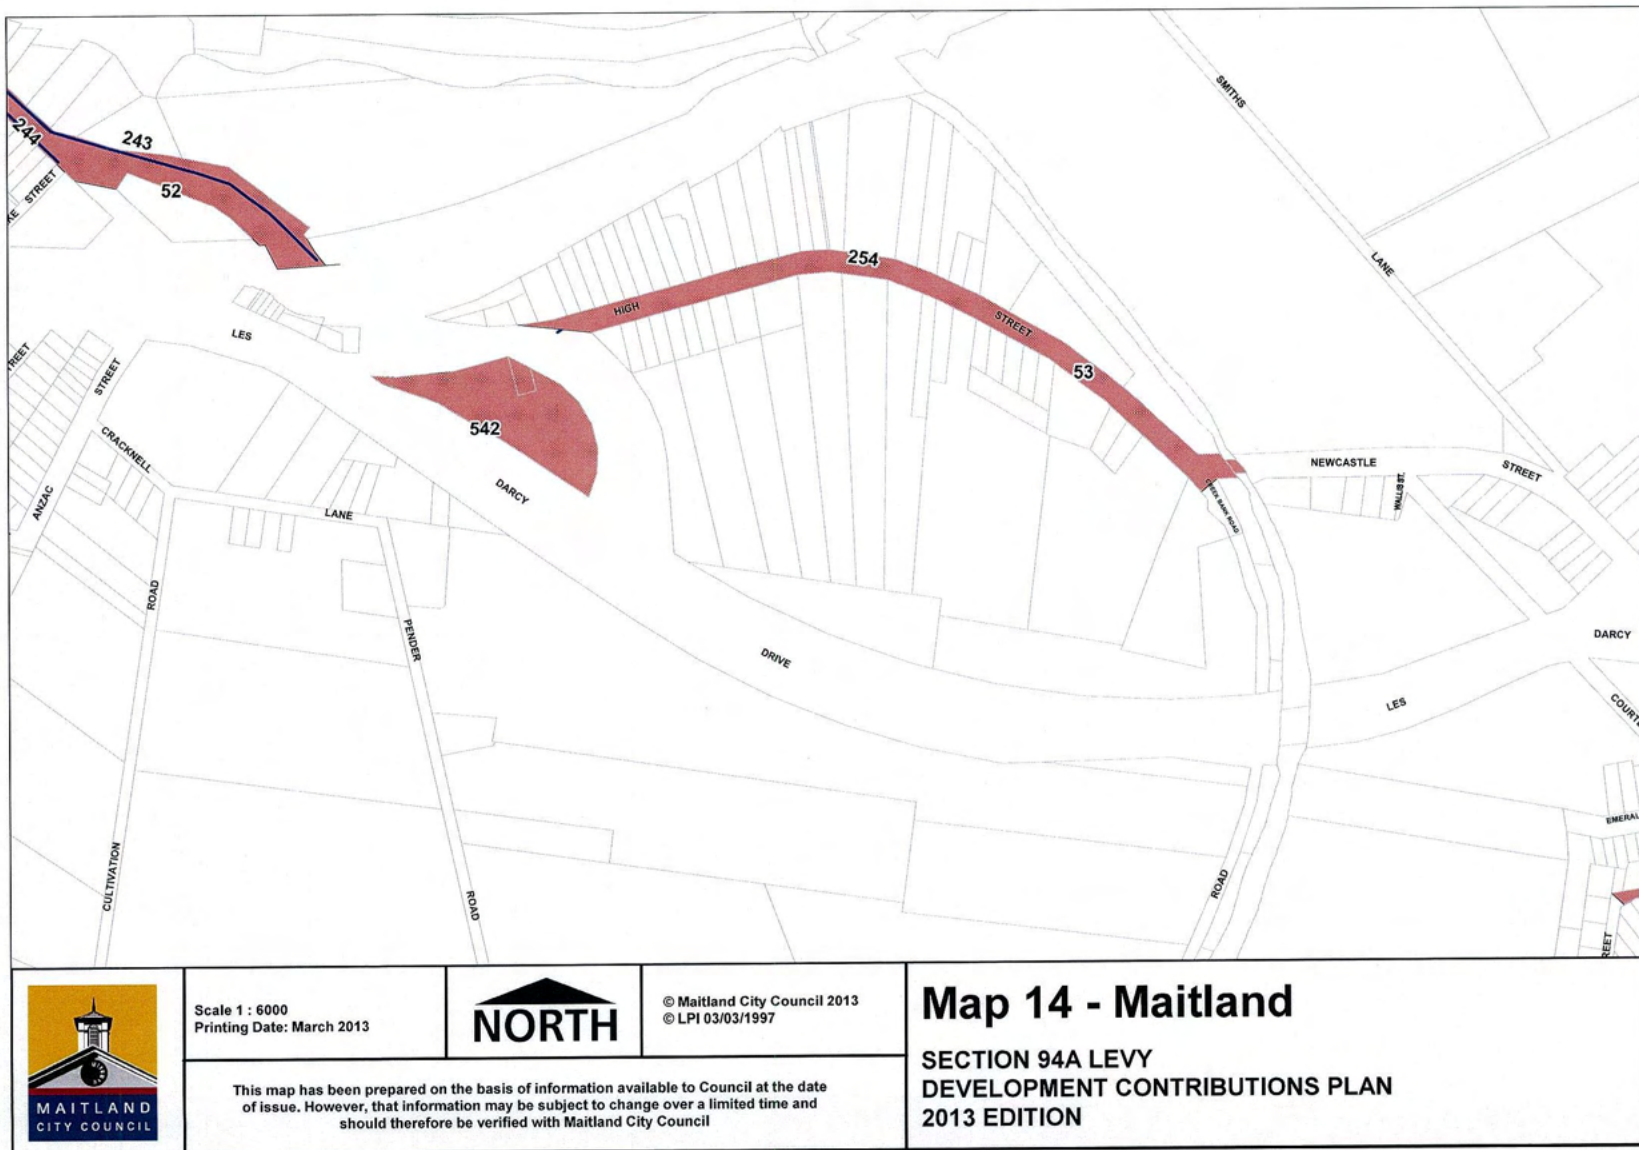 SMITHS
LANE
243
244
52
STREET
254
HIGH
STREET
53
LES
542
DARCY
DRIVE
STREET
CRACKNELL
LANE
ANZAC
ROAD
CULTIVATION
PENDER
ROAD
NEWCASTLE
STREET
WALLIS ST.
CREEK BANK ROAD
DARCY
LES
ROAD
MAITLAND
CITY COUNCIL
Scale 1 : 6000
Printing Date: March 2013
NORTH
© Maitland City Council 2013
© LPI 03/03/1997
This map has been prepared on the basis of information available to Council at the date
of issue. However, that information may be subject to change over a limited time and
should therefore be verified with Maitland City Council
Map 14 - Maitland
SECTION 94A LEVY
DEVELOPMENT CONTRIBUTIONS PLAN
2013 EDITION